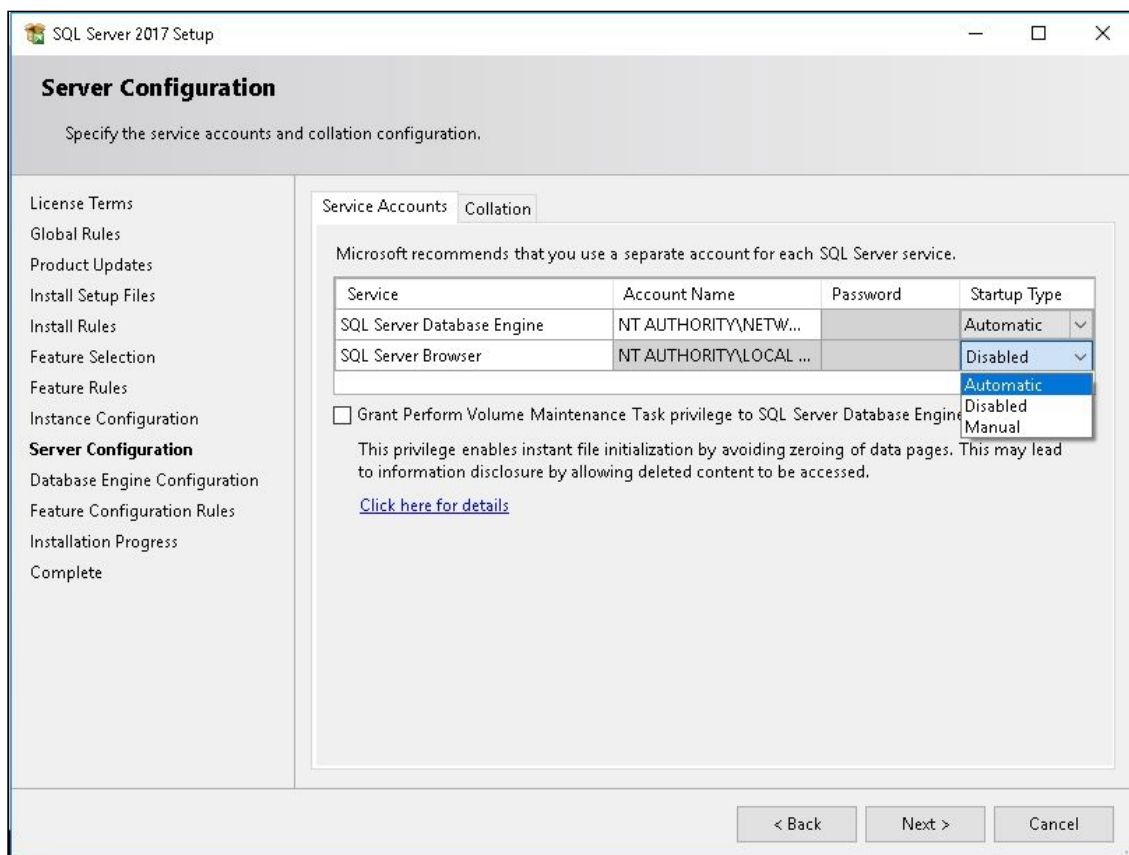 SQL Server 2017 Setup
Server Configuration
Specify the service accounts and collation configuration.
License Terms
Global Rules
Product Updates
Install Setup Files
Install Rules
Feature Selection
Feature Rules
Instance Configuration
Server Configuration
Database Engine Configuration
Feature Configuration Rules
Installation Progress
Complete
Service Accounts Collation
Microsoft recommends that you use a separate account for each SQL Server service.
Service Account Name Password Startup Type
SQL Server Database Engine NT AUTHORITY\NETW... Automatic
SQL Server Browser NT AUTHORITY\LOCAL ... Disabled
Automatic
Disabled
Manual
Grant Perform Volume Maintenance Task privilege to SQL Server Database Engine
This privilege enables instant file initialization by avoiding zeroing of data pages. This may lead
to information disclosure by allowing deleted content to be accessed.
Click here for details
< Back Next > Cancel